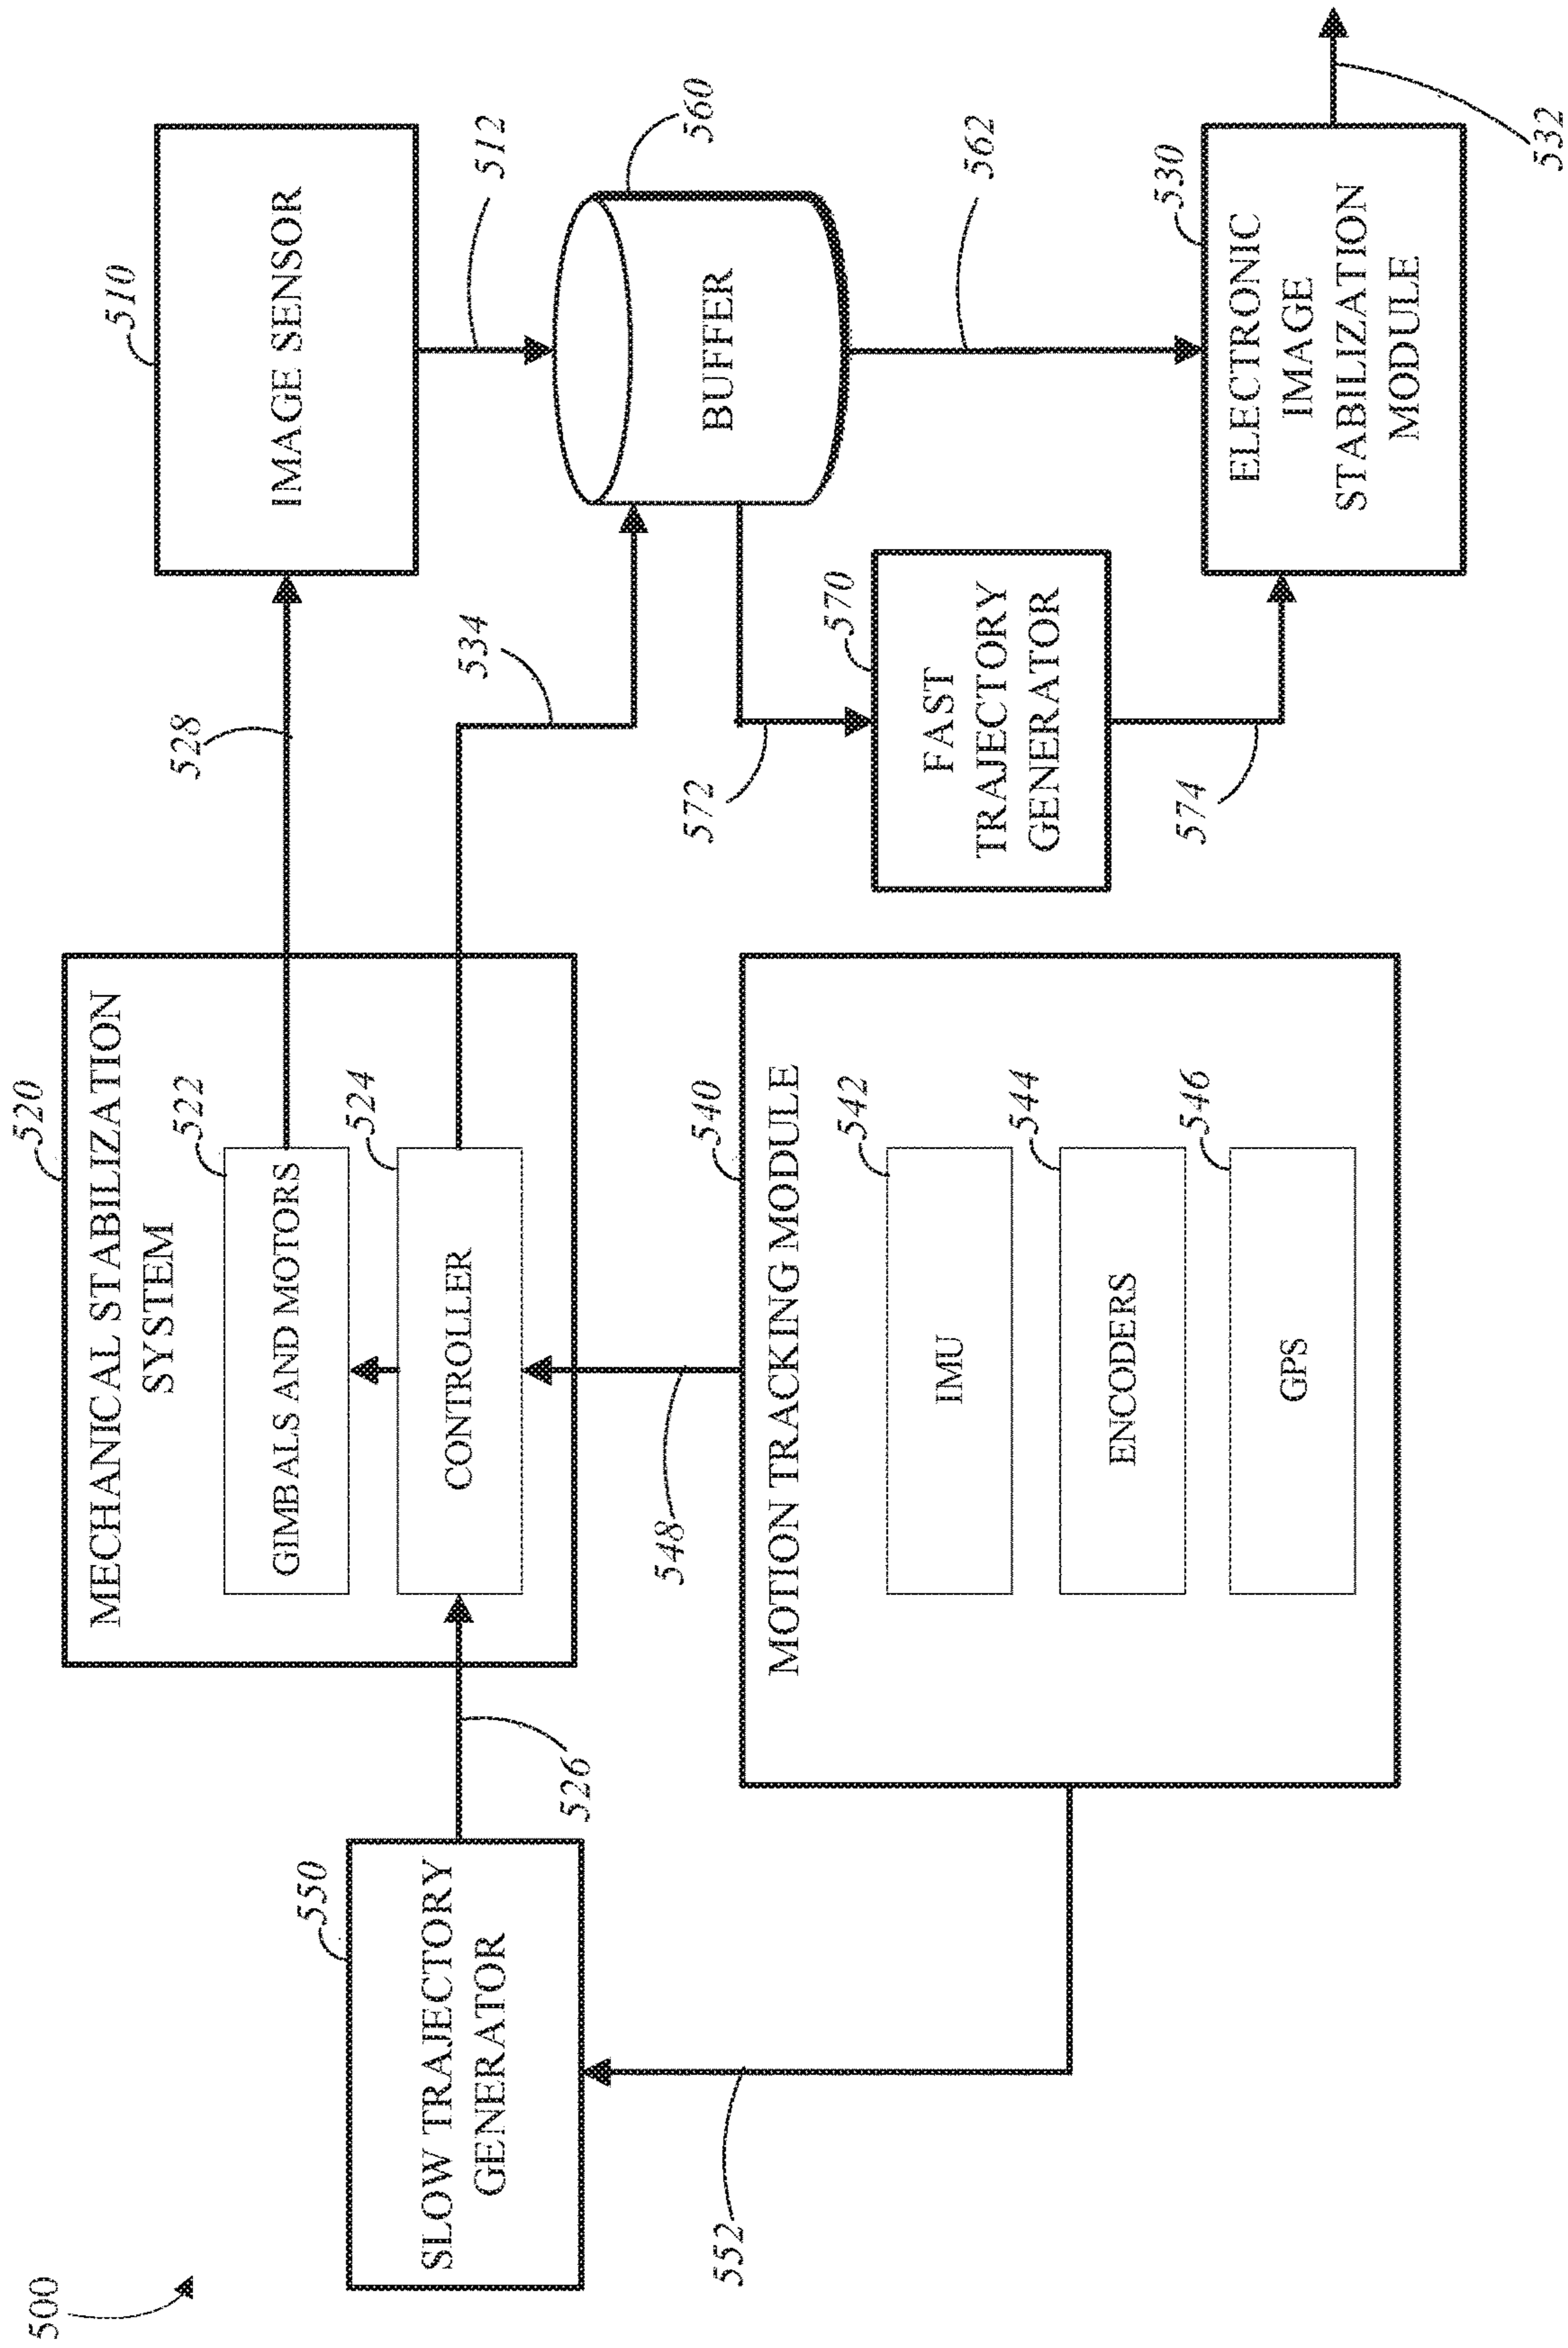 500
520
MECHANICAL STABILIZATION
SYSTEM
522
GIMBALS AND MOTORS
524
CONTROLLER
528
510
IMAGE SENSOR
512
534
560
BUFFER
550
SLOW TRAJECTORY
GENERATOR
526
548
552
540
MOTION TRACKING MODULE
542
IMU
544
ENCODERS
546
GPS
572
570
FAST
TRAJECTORY
GENERATOR
574
562
530
ELECTRONIC
IMAGE
STABILIZATION
MODULE
532